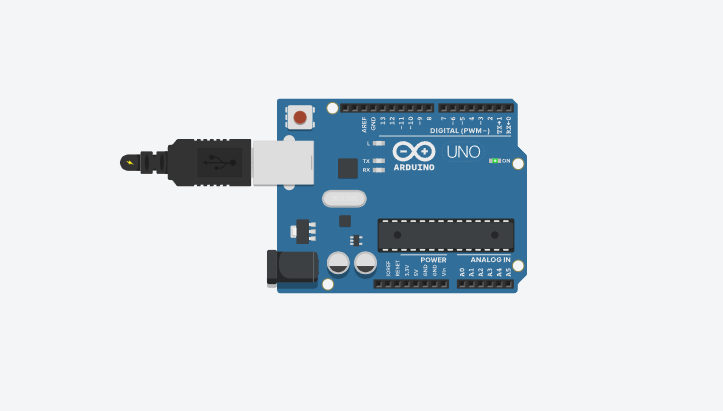 AREF
GND
13
12
~11
~10
~9
8
7
~6
~5
4
~3
2
TX→1
RX←0
DIGITAL (PWM~)
L
TX
RX
UNO
ARDUINO
ON
POWER
ANALOG IN
IOREF
RESET
3.3V
5V
GND
GND
Vin
A0
A1
A2
A3
A4
A5